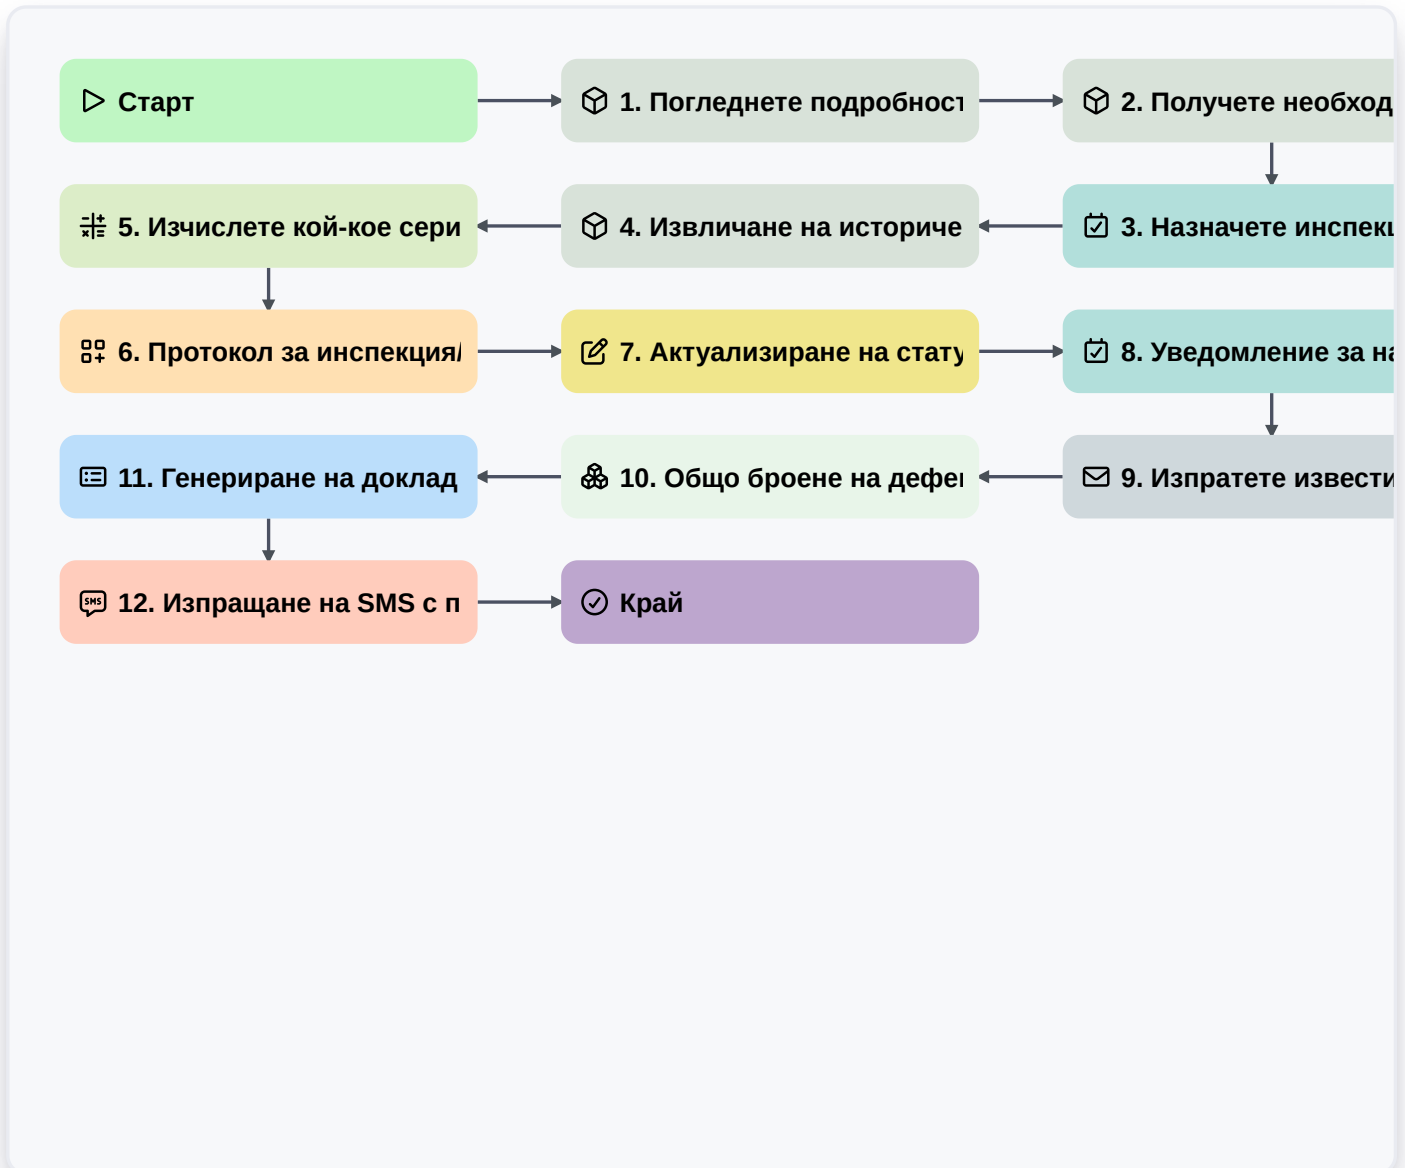 Старт
1. Погледнете подробност
2. Получете необход
5. Изчислете кой-кое сери
4. Извличане на историче
3. Назначете инспекц
6. Протокол за инспекция/
7. Актуализиране на стату
8. Уведомление за на
11. Генериране на доклад
10. Общо броене на дефек
9. Изпратете извести
12. Изпращане на SMS с п
Край